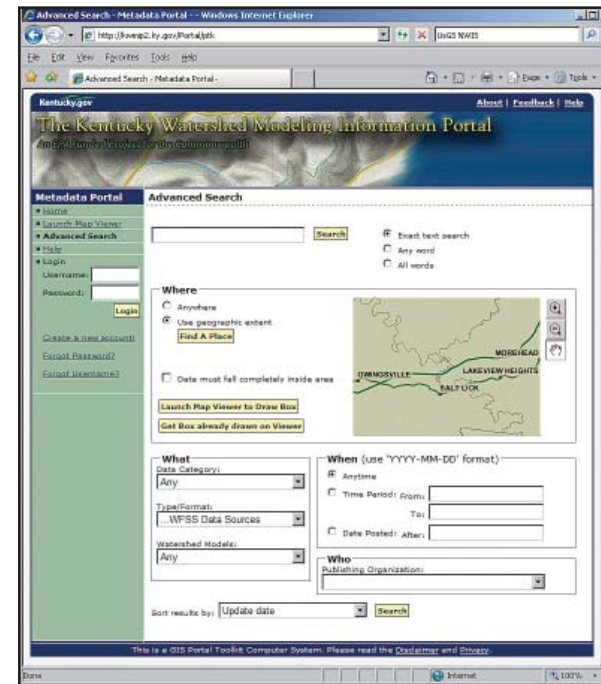 Advanced Search - Metadata Portal - - Windows Internet Explorer
USGS NWIS
File Edit View Favorites Tools Help
Advanced Search - Metadata Portal -
Page
Tools
Kentucky.gov
About | Feedback | Help
The Kentucky Watershed Modeling Information Portal
Metadata Portal
Home
Launch Map Viewer
Advanced Search
Help
Login
Username:
Password:
Login
Create a new account!
Forgot Password?
Forgot Username?
Advanced Search
Search
Exact text search
Any word
All words
Where
Anywhere
Use geographic extent
Find A Place
Data must fall completely inside area
Launch Map Viewer to Draw Box
Get Box already drawn on Viewer
MOREHEAD
OWINGSVILLE
LAKEVIEW HEIGHTS
SALT LICK
What
Data Category:
Any
Type/Format:
...WFSS Data Sources
Watershed Models:
Any
When (use 'YYYY-MM-DD' format)
Anytime
Time Period: From:
To:
Date Posted: After:
Who
Publishing Organization:
Sort results by: Update date
Search
This is a GIS Portal Toolkit Computer System. Please read the Disclaimer and Privacy.
Done
Internet
100%